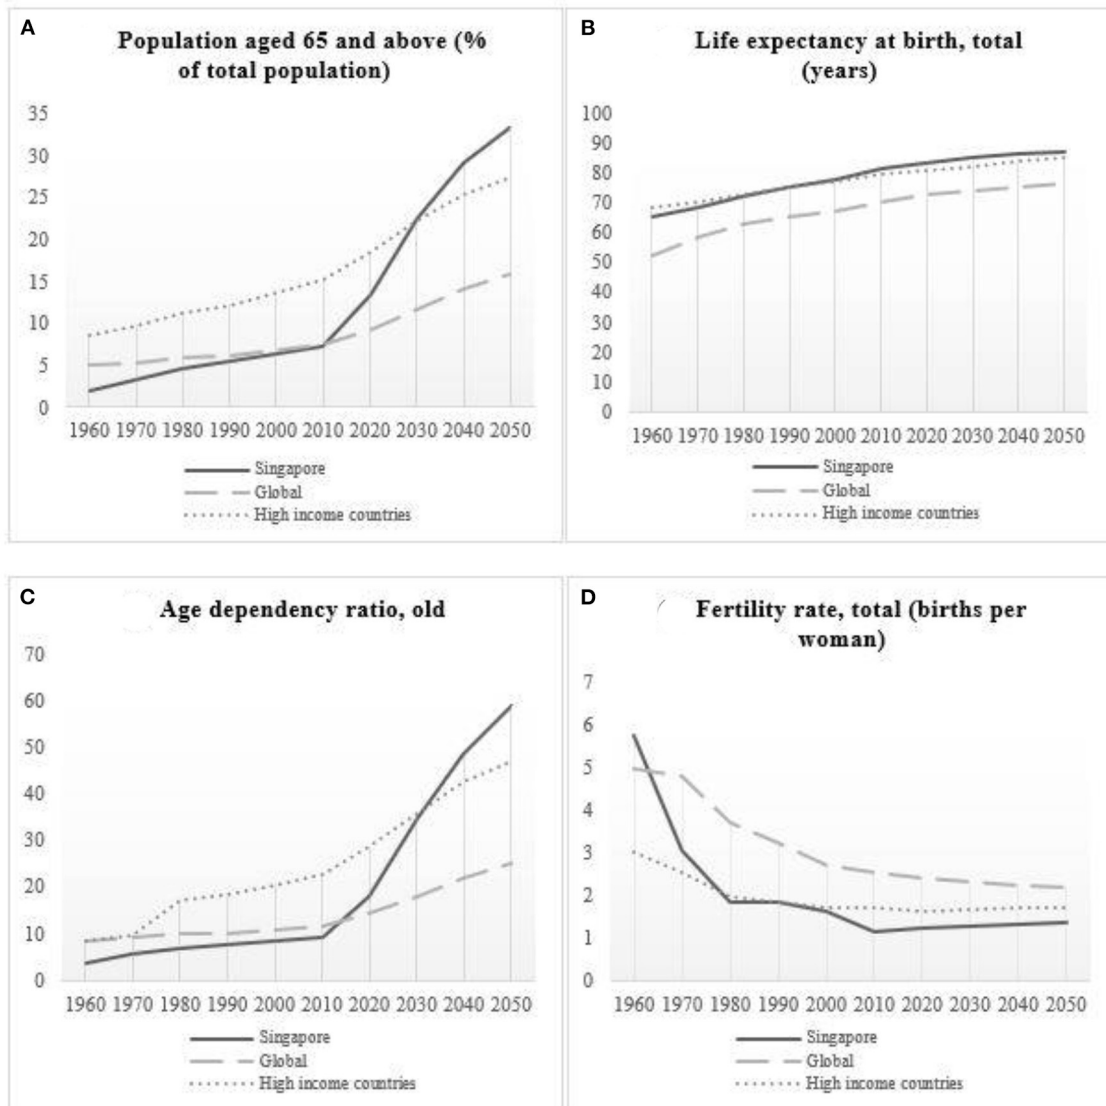 A
Population aged 65 and above (%
of total population)
35
30
25
20
15
10
5
0
1960 1970 1980 1990 2000 2010 2020 2030 2040 2050
Singapore
Global
High income countries
B
Life expectancy at birth, total
(years)
100
90
80
70
60
50
40
30
20
10
0
1960 1970 1980 1990 2000 2010 2020 2030 2040 2050
Singapore
Global
High income countries
C
Age dependency ratio, old
70
60
50
40
30
20
10
0
1960 1970 1980 1990 2000 2010 2020 2030 2040 2050
Singapore
Global
High income countries
D
Fertility rate, total (births per
woman)
7
6
5
4
3
2
1
0
1960 1970 1980 1990 2000 2010 2020 2030 2040 2050
Singapore
Global
High income countries